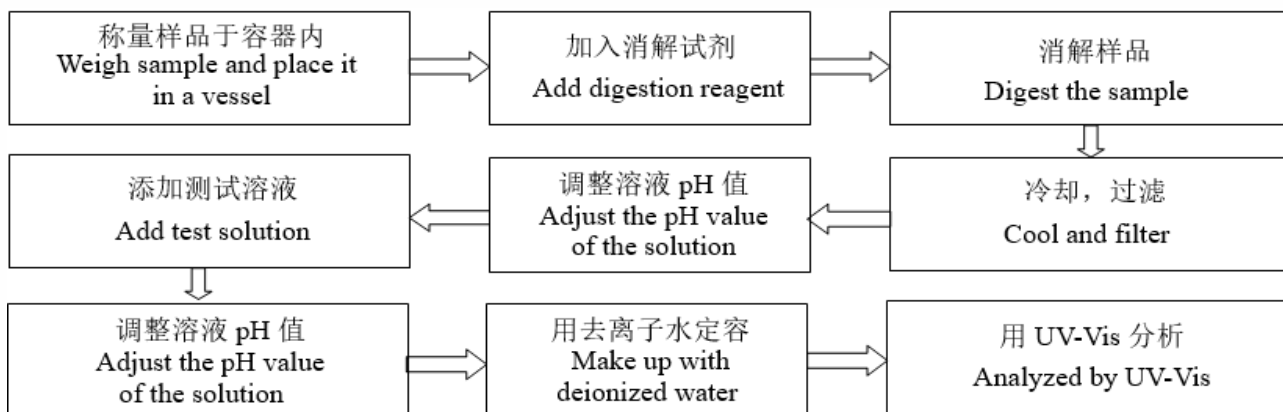 称量样品于容器内
Weigh sample and place it
in a vessel
加入消解试剂
Add digestion reagent
消解样品
Digest the sample
冷却，过滤
Cool and filter
调整溶液 pH 值
Adjust the pH value
of the solution
添加测试溶液
Add test solution
调整溶液 pH 值
Adjust the pH value
of the solution
用去离子水定容
Make up with
deionized water
用 UV-Vis 分析
Analyzed by UV-Vis